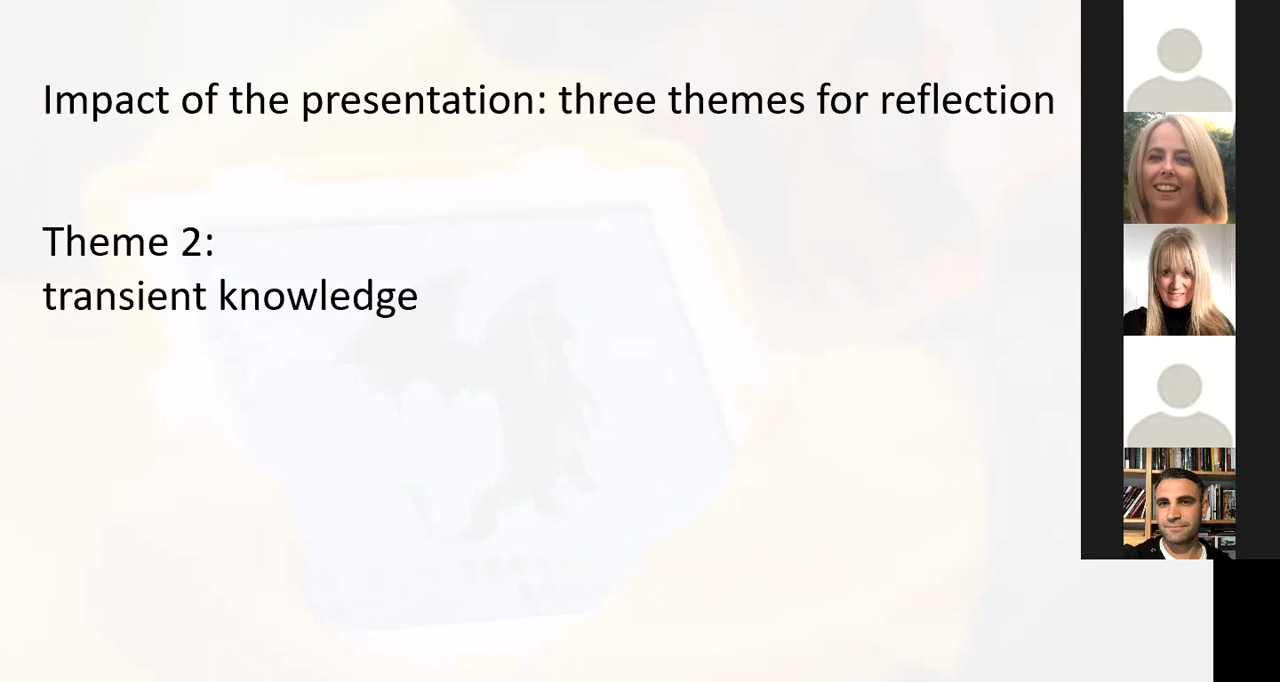 Impact of the presentation: three themes for reflection
Theme 2:
transient knowledge